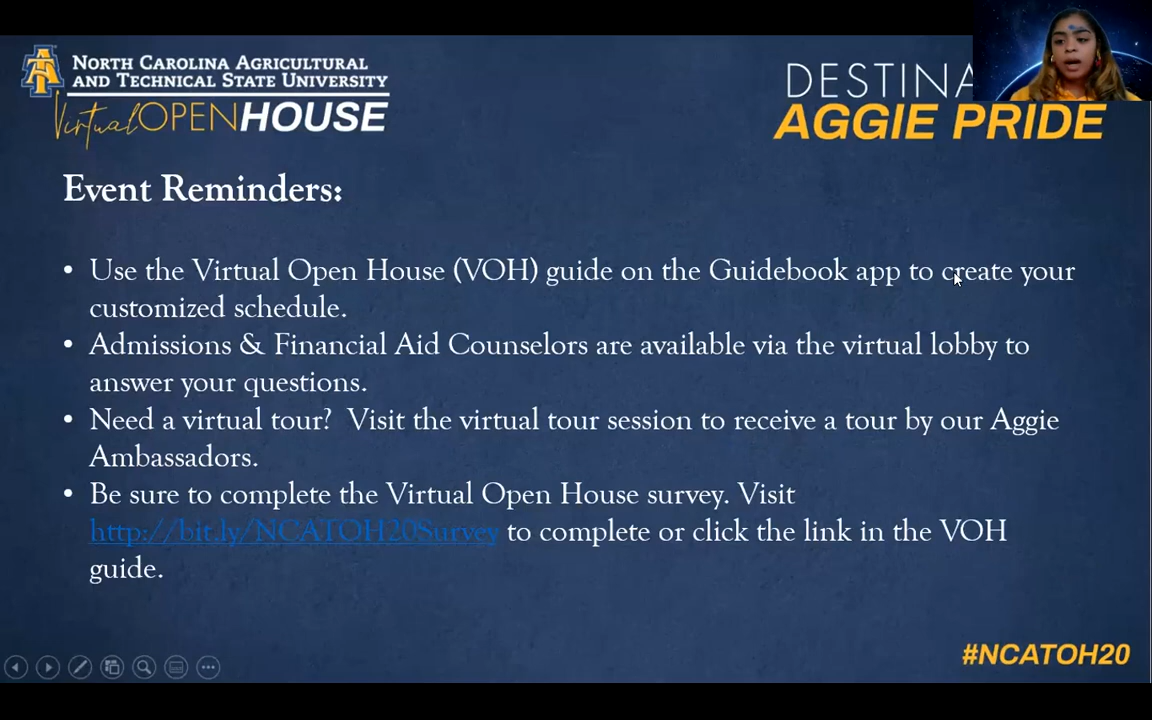 NORTH CAROLINA AGRICULTURAL
AND TECHNICAL STATE UNIVERSITY
Virtual OPEN HOUSE
DESTINA
AGGIE PRIDE
Event Reminders:
• Use the Virtual Open House (VOH) guide on the Guidebook app to create your
customized schedule.
• Admissions & Financial Aid Counselors are available via the virtual lobby to
answer your questions.
• Need a virtual tour?  Visit the virtual tour session to receive a tour by our Aggie
Ambassadors.
• Be sure to complete the Virtual Open House survey. Visit
http://bit.ly/NCATOH20Survey to complete or click the link in the VOH
guide.
#NCATOH20